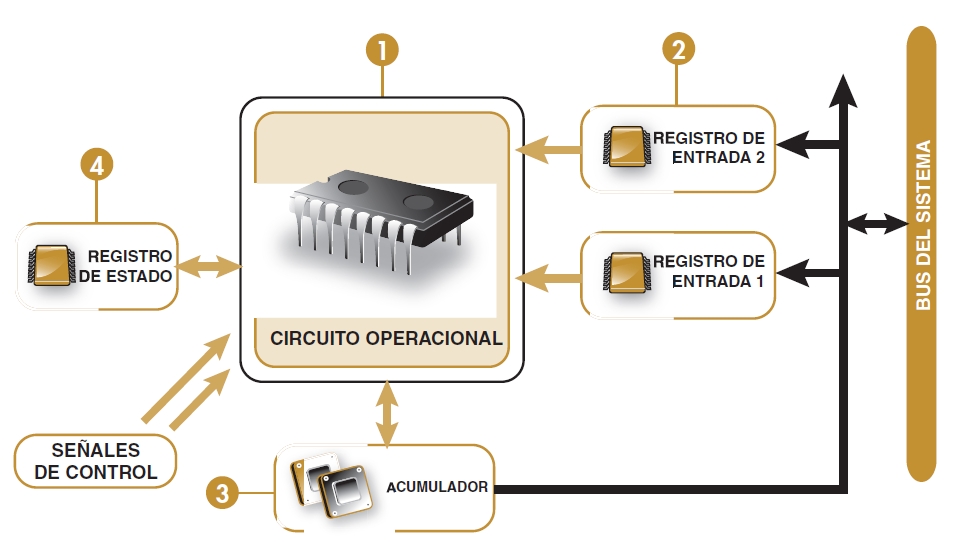 1
2
REGISTRO DE
ENTRADA 2
4
REGISTRO
DE ESTADO
REGISTRO DE
ENTRADA 1
BUS DEL SISTEMA
CIRCUITO OPERACIONAL
SEÑALES
DE CONTROL
3
ACUMULADOR